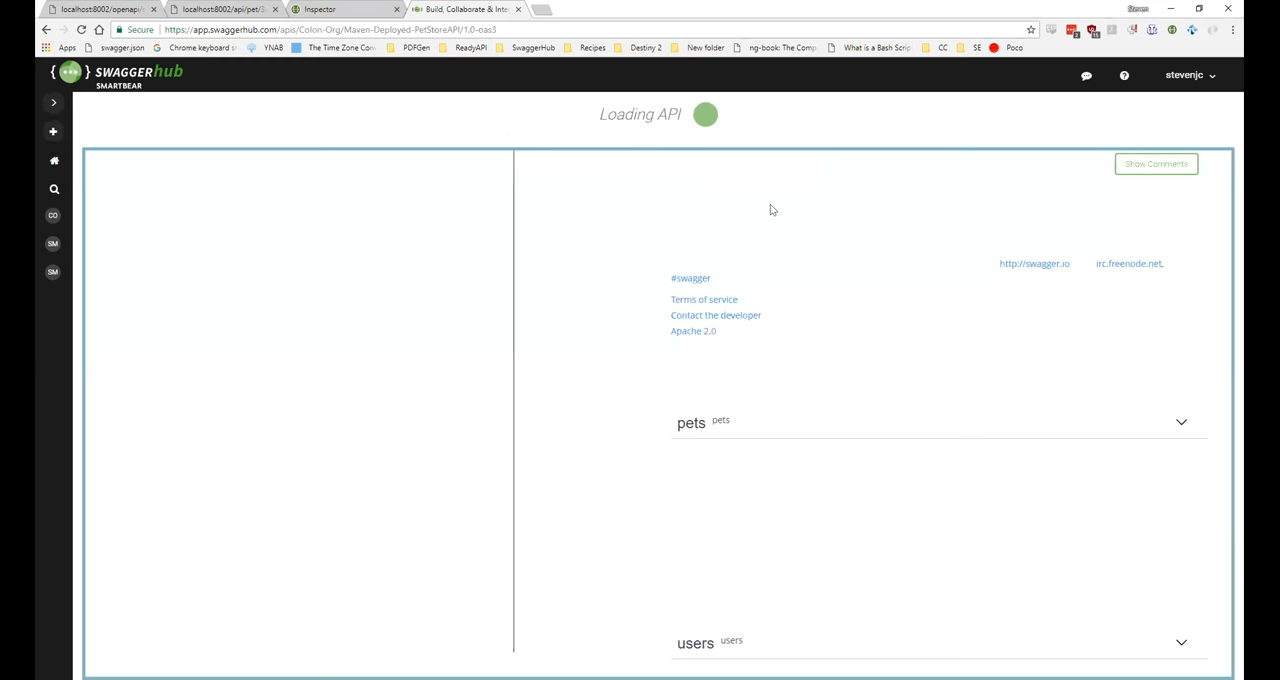 localhost:8002/openapi/
localhost:8002/api/pet/
Inspector
Build, Collaborate & Inte
Steven
Secure
https://app.swaggerhub.com/apis/Colon-Org/Maven-Deployed-PetStoreAPI/1.0-oas3
Apps swagger.json Chrome keyboard s YNAB The Time Zone Con PDFGen ReadyAPI SwaggerHub Recipes Destiny 2 New folder ng-book: The Comp What is a Bash Scrip CC SE Poco
SWAGGERhub
SMARTBEAR
stevenjc
Loading API
CO
SM
SM
Show Comments
http://swagger.io irc.freenode.net,
#swagger
Terms of service
Contact the developer
Apache 2.0
pets pets
users users